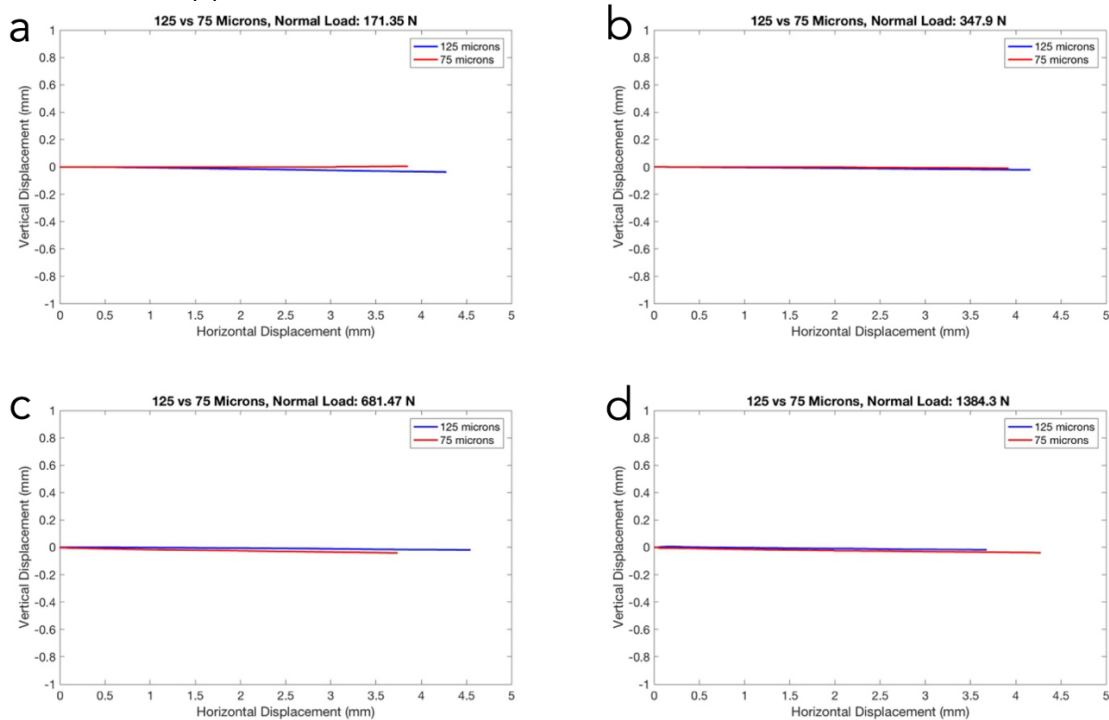 a
125 vs 75 Microns, Normal Load: 171.35 N
125 microns
75 microns
1
0.8
0.6
0.4
0.2
0
-0.2
-0.4
-0.6
-0.8
-1
Vertical Displacement (mm)
0 0.5 1 1.5 2 2.5 3 3.5 4 4.5 5
Horizontal Displacement (mm)
b
125 vs 75 Microns, Normal Load: 347.9 N
125 microns
75 microns
1
0.8
0.6
0.4
0.2
0
-0.2
-0.4
-0.6
-0.8
-1
Vertical Displacement (mm)
0 0.5 1 1.5 2 2.5 3 3.5 4 4.5 5
Horizontal Displacement (mm)
c
125 vs 75 Microns, Normal Load: 681.47 N
125 microns
75 microns
1
0.8
0.6
0.4
0.2
0
-0.2
-0.4
-0.6
-0.8
-1
Vertical Displacement (mm)
0 0.5 1 1.5 2 2.5 3 3.5 4 4.5 5
Horizontal Displacement (mm)
d
125 vs 75 Microns, Normal Load: 1384.3 N
125 microns
75 microns
1
0.8
0.6
0.4
0.2
0
-0.2
-0.4
-0.6
-0.8
-1
Vertical Displacement (mm)
0 0.5 1 1.5 2 2.5 3 3.5 4 4.5 5
Horizontal Displacement (mm)